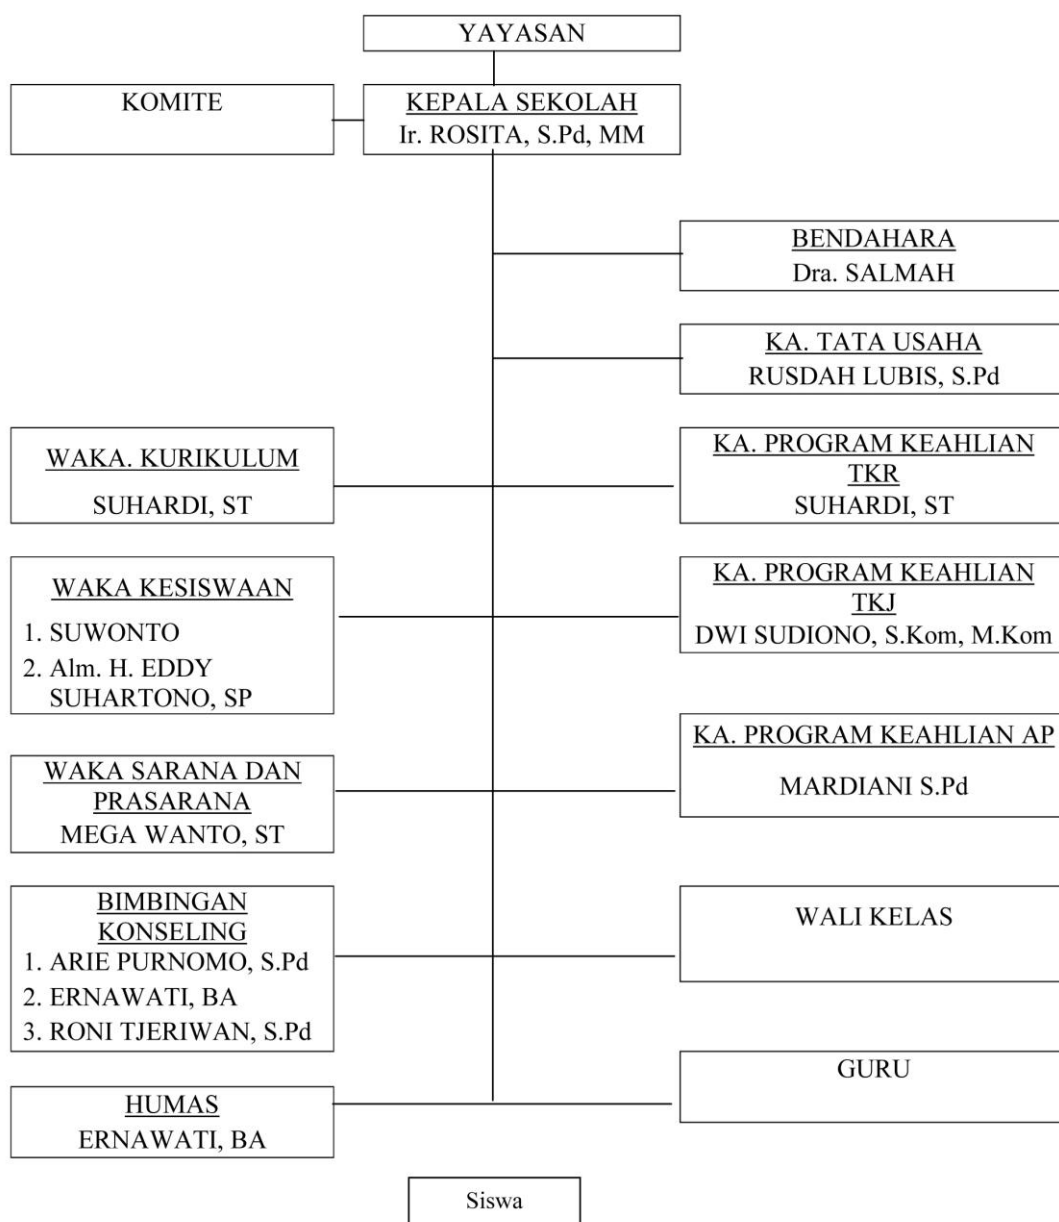 YAYASAN
KOMITE
KEPALA SEKOLAH
Ir. ROSITA, S.Pd, MM
BENDAHARA
Dra. SALMAH
KA. TATA USAHA
RUSDAH LUBIS, S.Pd
WAKA. KURIKULUM
SUHARDI, ST
KA. PROGRAM KEAHLIAN
TKR
SUHARDI, ST
WAKA KESISWAAN
1. SUWONTO
2. Alm. H. EDDY
SUHARTONO, SP
KA. PROGRAM KEAHLIAN
TKJ
DWI SUDIONO, S.Kom, M.Kom
WAKA SARANA DAN
PRASARANA
MEGA WANTO, ST
KA. PROGRAM KEAHLIAN AP
MARDIANI S.Pd
BIMBINGAN
KONSELING
1. ARIE PURNOMO, S.Pd
2. ERNAWATI, BA
3. RONI TJERIWAN, S.Pd
WALI KELAS
HUMAS
ERNAWATI, BA
GURU
Siswa